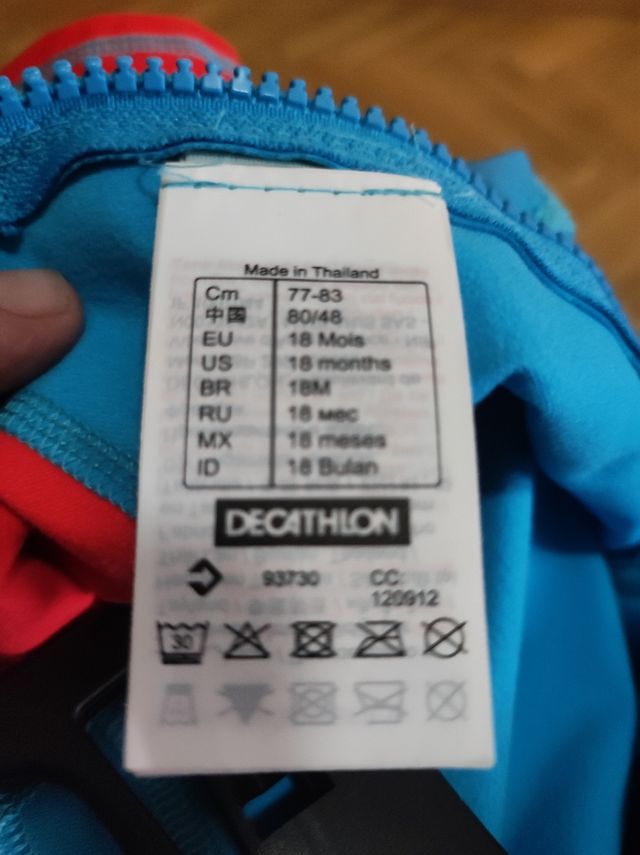 Made in Thailand
Cm 77-83
中国 80/48
EU 18 Mois
US 18 months
BR 18M
RU 18 мес
MX 18 meses
ID 18 Bulan
DECATHLON
93730 CC:
120912
30